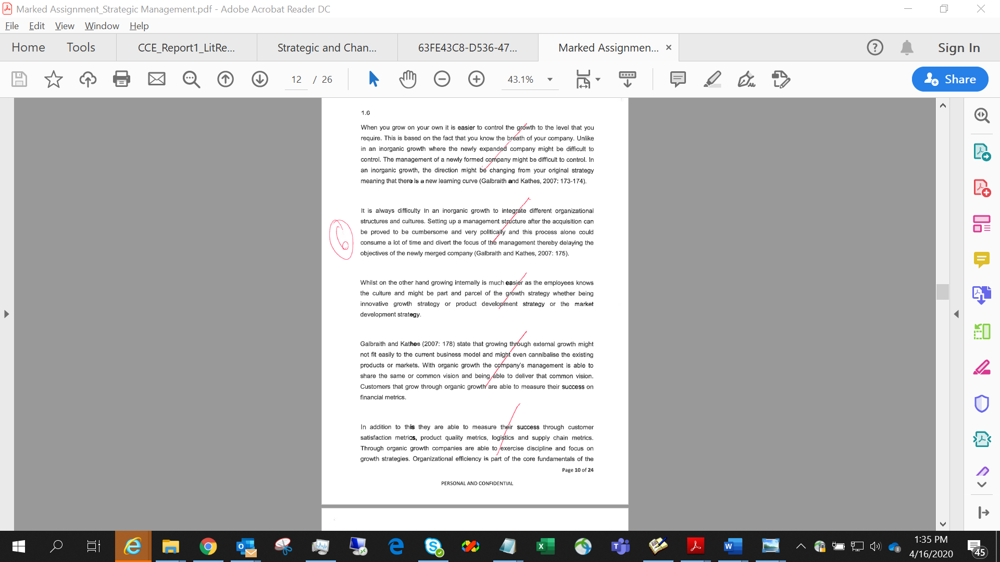 Marked Assignment_Strategic Management.pdf - Adobe Acrobat Reader DC
File Edit View Window Help
Home Tools CCE_Report1_LitRe... Strategic and Chan... 63FE43C8-D536-47... Marked Assignmen... × Sign In
12 / 26 43.1% Share
1.6
When you grow on your own it is easier to control the growth to the level that you
require. This is based on the fact that you know the breath of your company. Unlike
in an inorganic growth where the newly expanded company might be difficult to
control. The management of a newly formed company might be difficult to control. In
an inorganic growth, the direction might be changing from your original strategy
meaning that there is a new learning curve (Galbraith and Kathes, 2007: 173-174).
It is always difficulty In an inorganic growth to integrate different organizational
structures and cultures. Setting up a management structure after the acquisition can
be proved to be cumbersome and very politically and this process alone could
consume a lot of time and divert the focus of the management thereby delaying the
objectives of the newly merged company (Galbraith and Kathes, 2007: 175).
Whilst on the other hand growing internally is much easier as the employees knows
the culture and might be part and parcel of the growth strategy whether being
innovative growth strategy or product development strategy or the market
development strategy.
Galbraith and Kathes (2007: 178) state that growing through external growth might
not fit easily to the current business model and might even cannibalise the existing
products or markets. With organic growth the company's management is able to
share the same or common vision and being able to deliver that common vision.
Customers that grow through organic growth are able to measure their success on
financial metrics.
In addition to this they are able to measure their success through customer
satisfaction metrics, product quality metrics, logistics and supply chain metrics.
Through organic growth companies are able to exercise discipline and focus on
growth strategies. Organizational efficiency is part of the core fundamentals of the
Page 10 of 24
PERSONAL AND CONFIDENTIAL
1:35 PM
4/16/2020
45